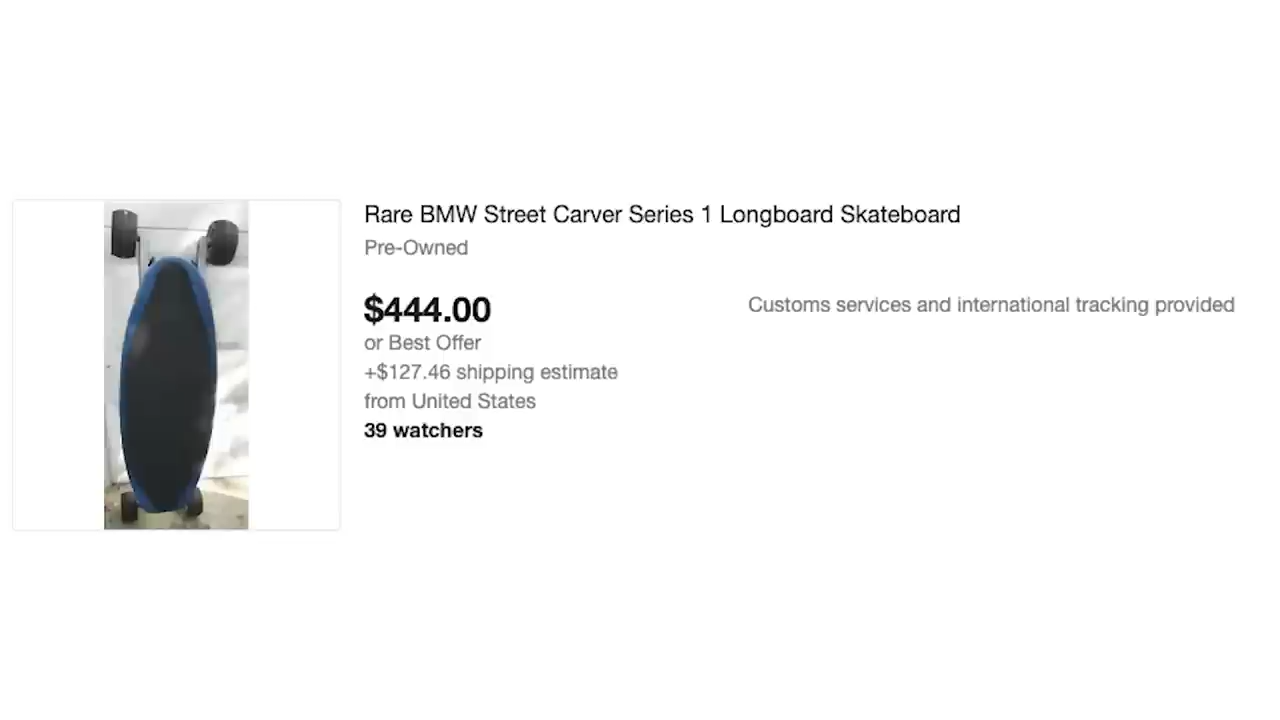 Rare BMW Street Carver Series 1 Longboard Skateboard
Pre-Owned
$444.00
Customs services and international tracking provided
or Best Offer
+$127.46 shipping estimate
from United States
39 watchers